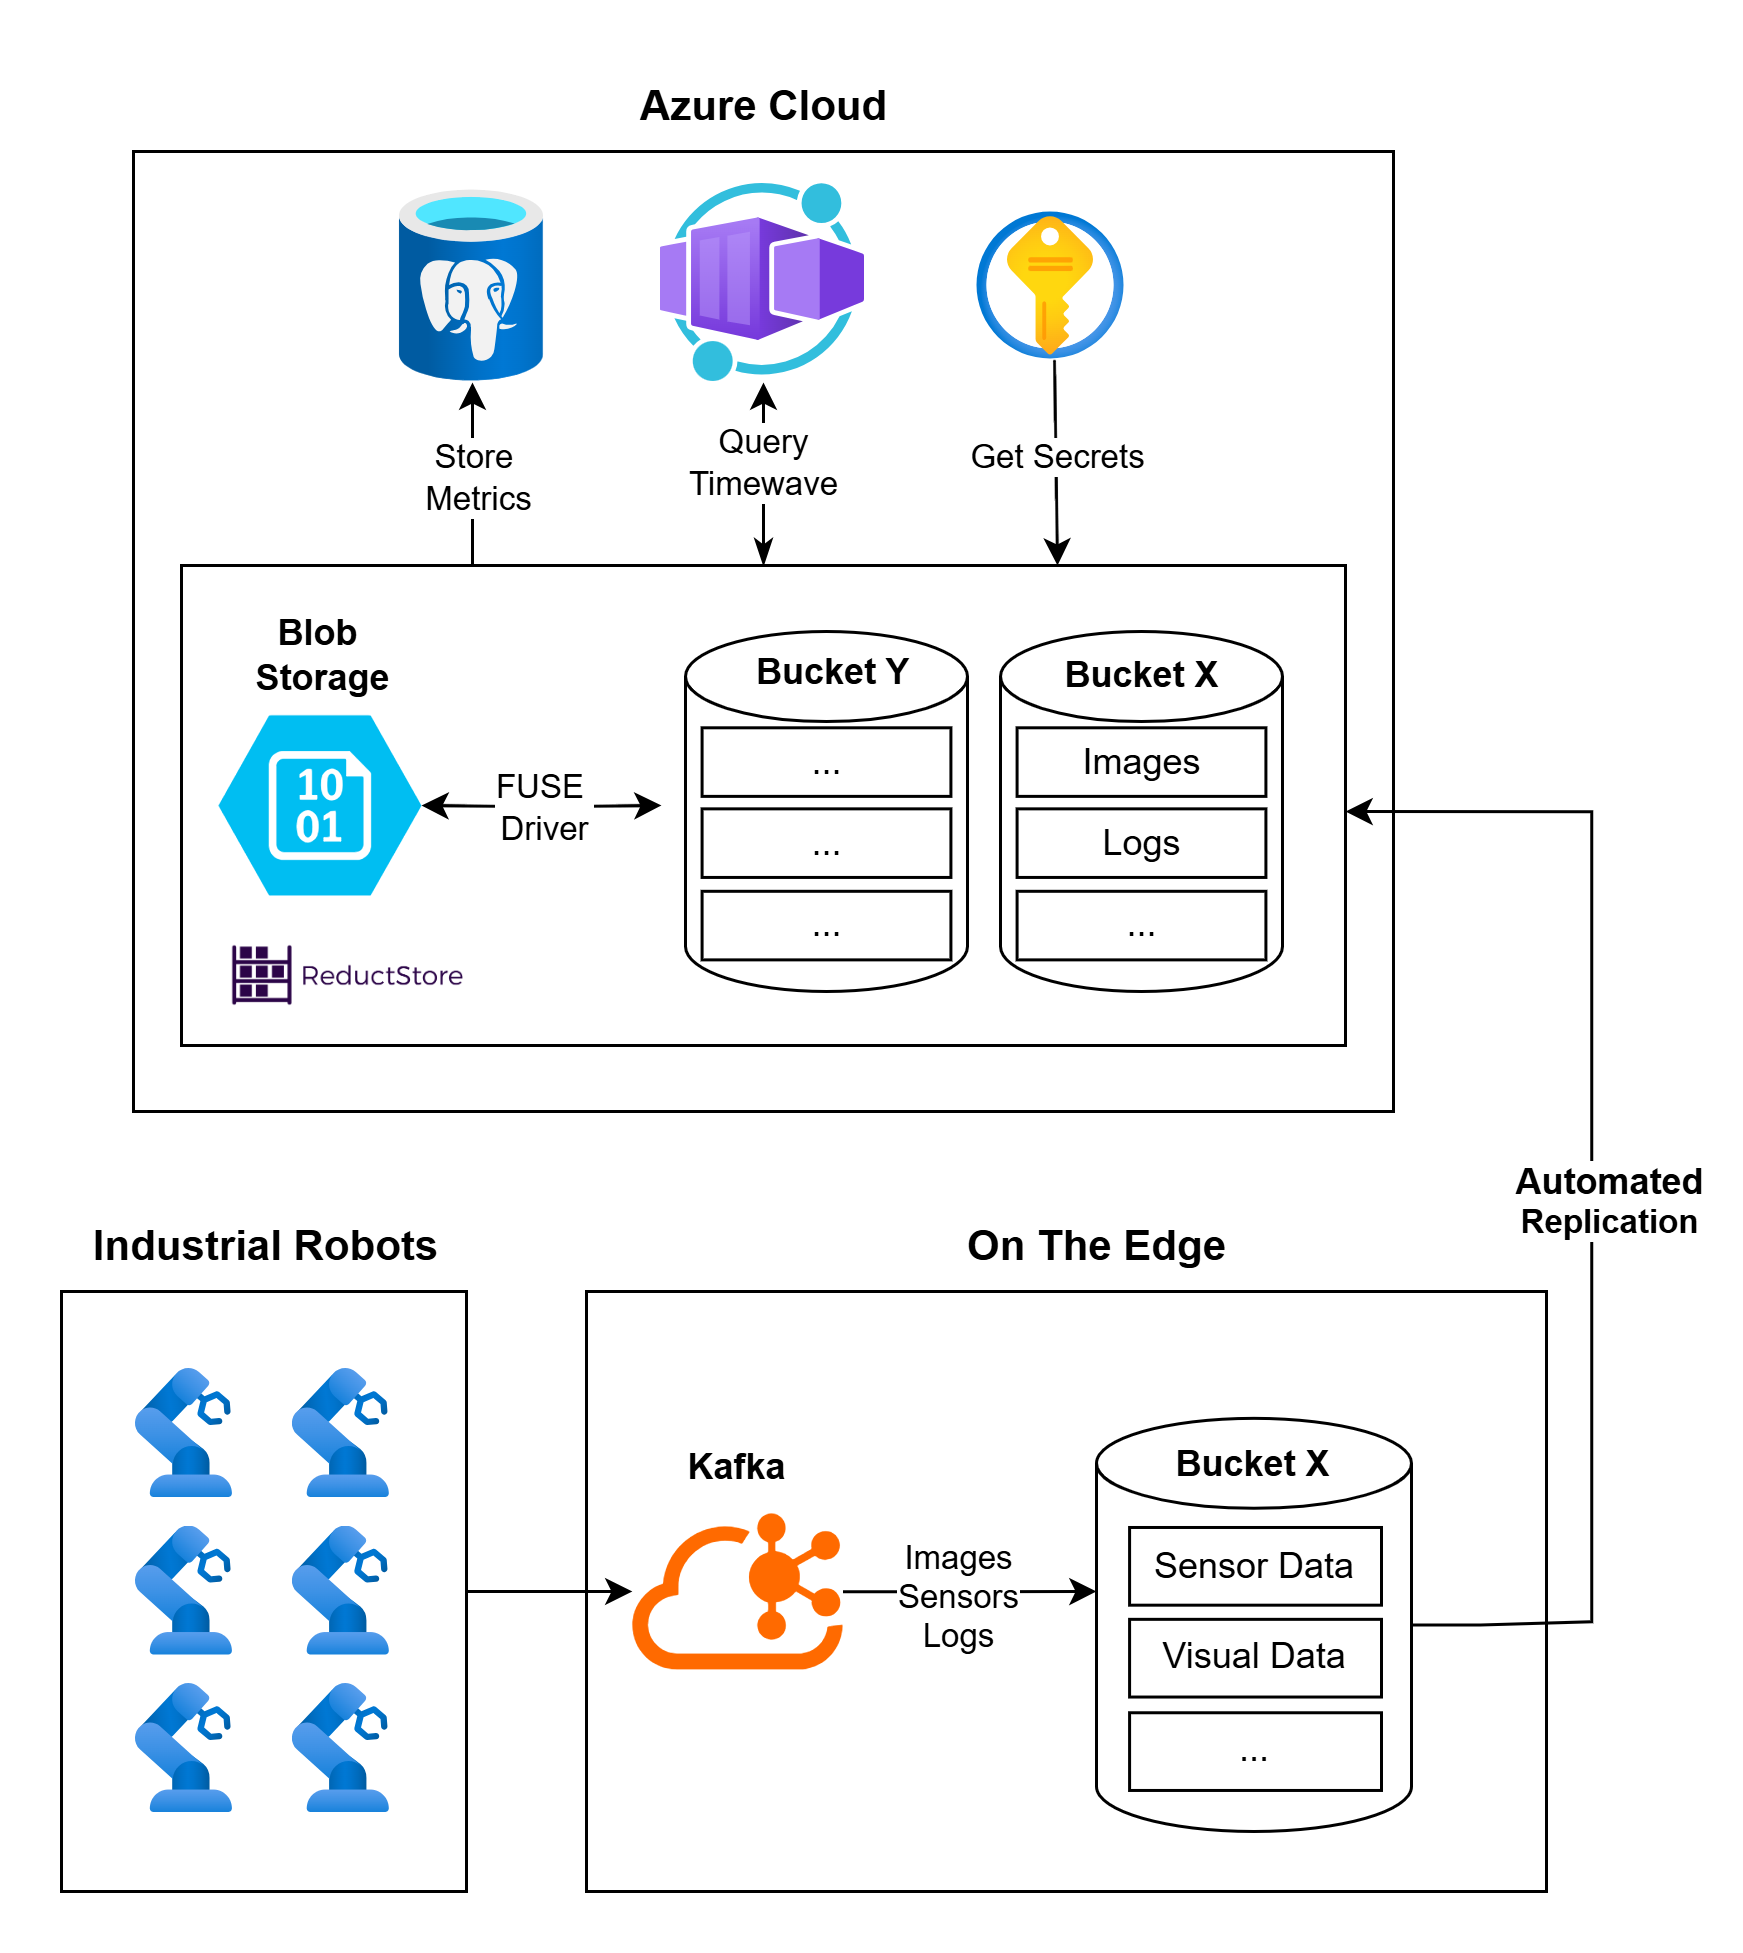 Azure Cloud
Store
Metrics
Query
Timewave
Get Secrets
Blob
Storage
10
01
FUSE
Driver
ReductStore
Bucket Y
...
...
...
Bucket X
Images
Logs
...
Automated
Replication
Industrial Robots
On The Edge
Kafka
Images
Sensors
Logs
Bucket X
Sensor Data
Visual Data
...